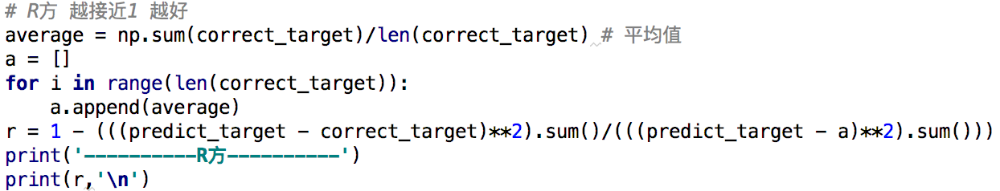 # R方 越接近1 越好
average = np.sum(correct_target)/len(correct_target) # 平均值
a = []
for i in range(len(correct_target)):
    a.append(average)
r = 1 - (((predict_target - correct_target)**2).sum()/(((predict_target - a)**2).sum()))
print('----------R方----------')
print(r,'\n')